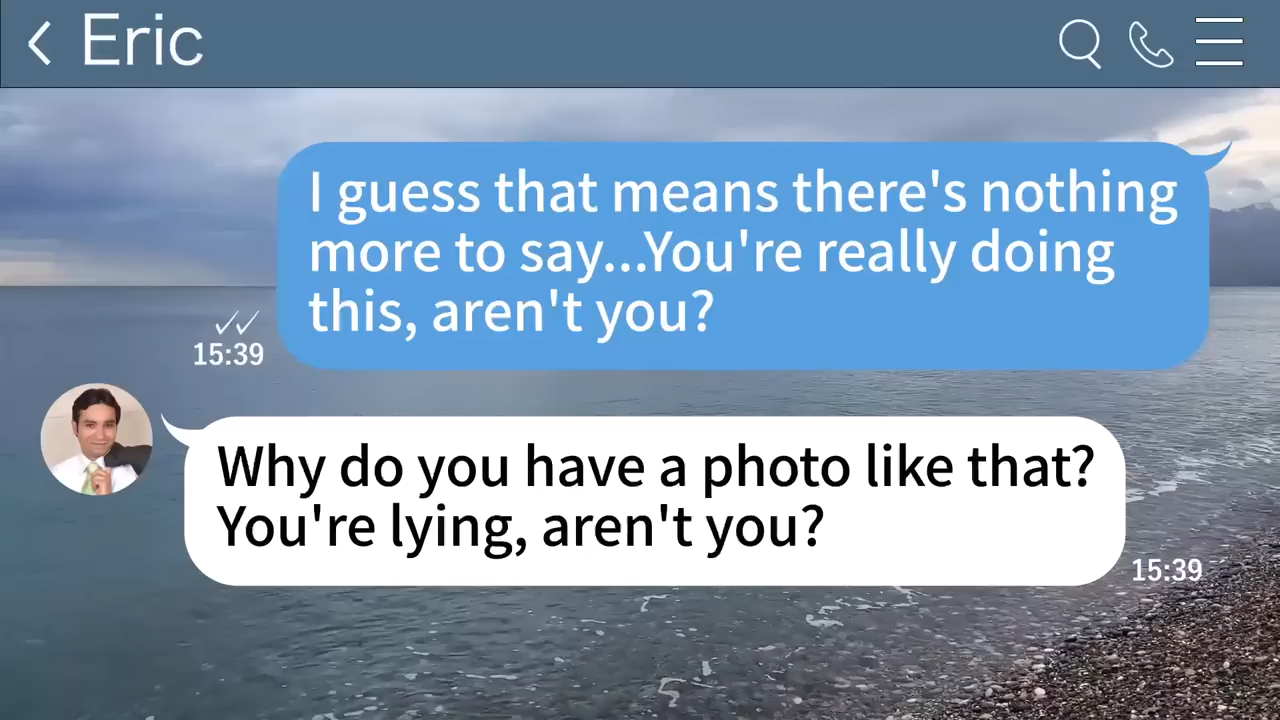 Eric
I guess that means there's nothing
more to say...You're really doing
this, aren't you?
15:39
Why do you have a photo like that?
You're lying, aren't you?
15:39